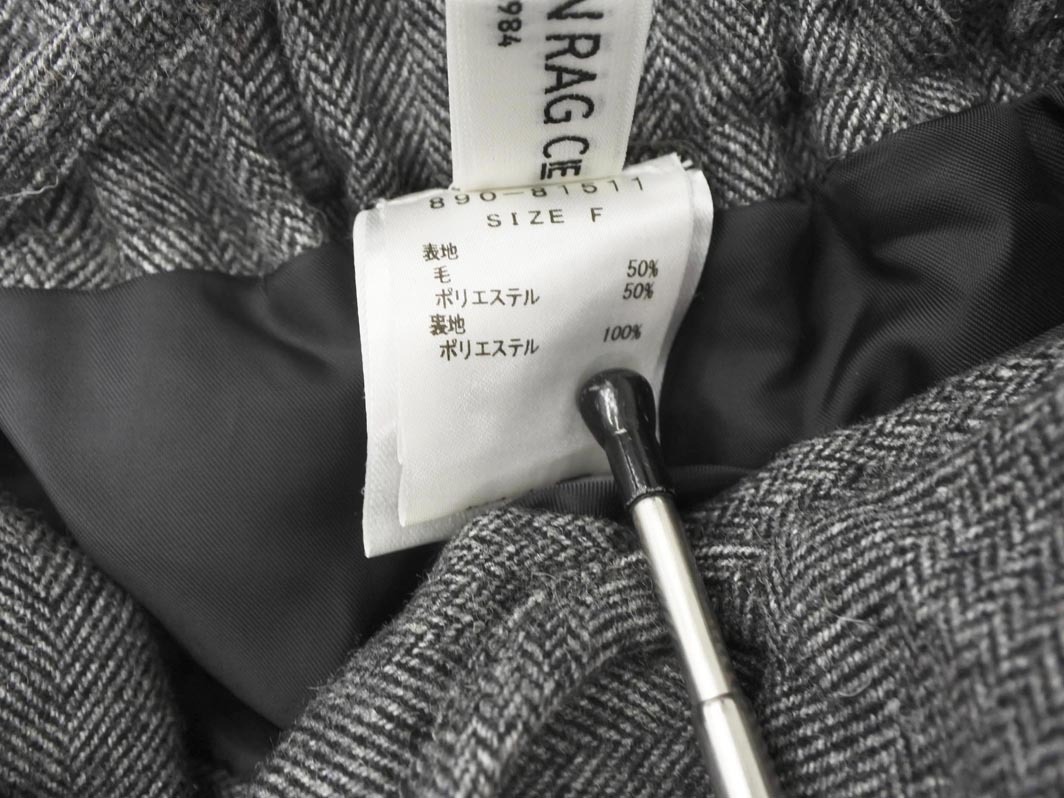 N RAG CIE
984
890-81511
SIZE F
表地
毛 50%
ポリエステル 50%
裏地
ポリエステル 100%